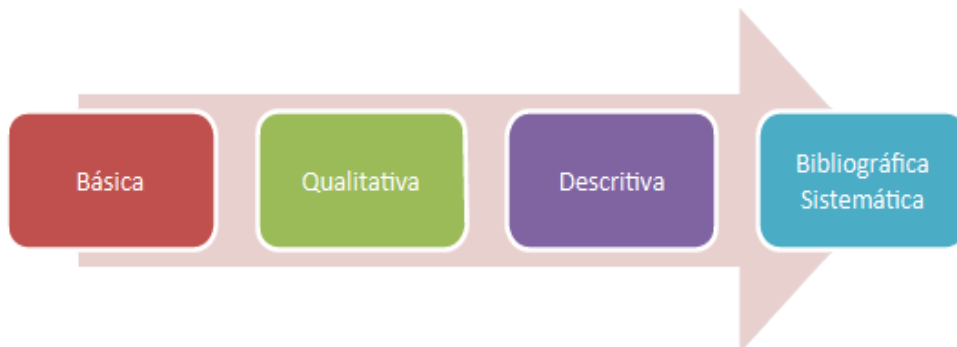 Básica
Qualitativa
Descritiva
Bibliográfica
Sistemática